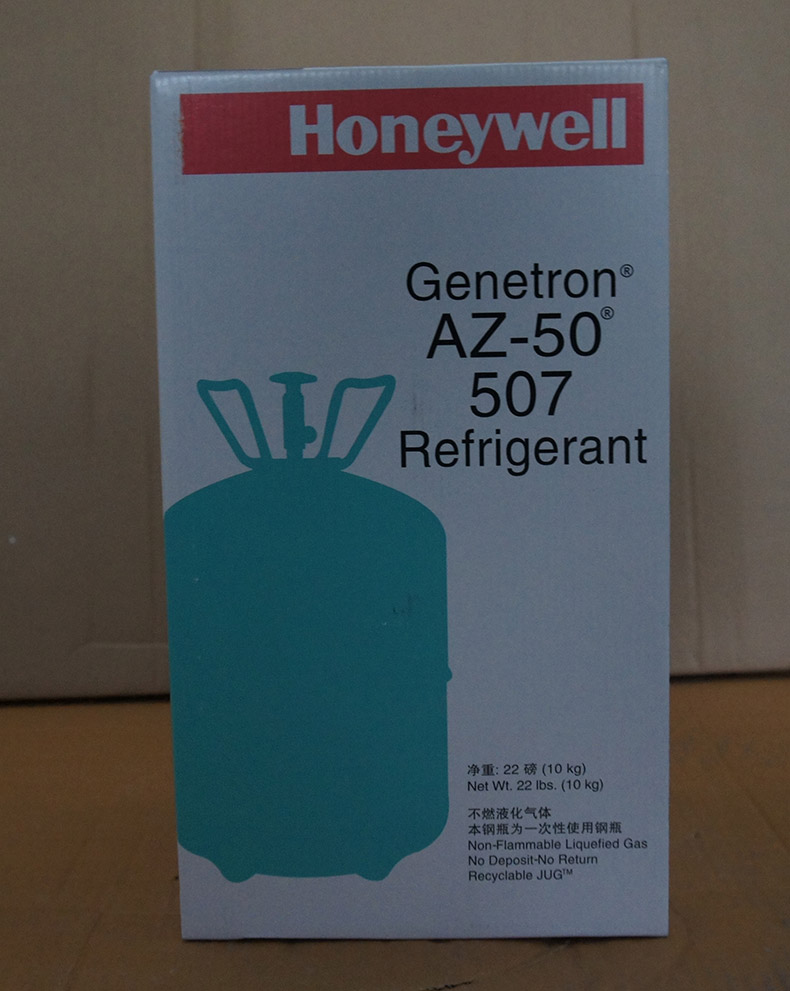 Honeywell
Genetron®
AZ-50®
507
Refrigerant
净重: 22 磅 (10 kg)
Net Wt. 22 lbs. (10 kg)
不燃液化气体
本钢瓶为一次性使用钢瓶
Non-Flammable Liquefied Gas
No Deposit-No Return
Recyclable JUG™